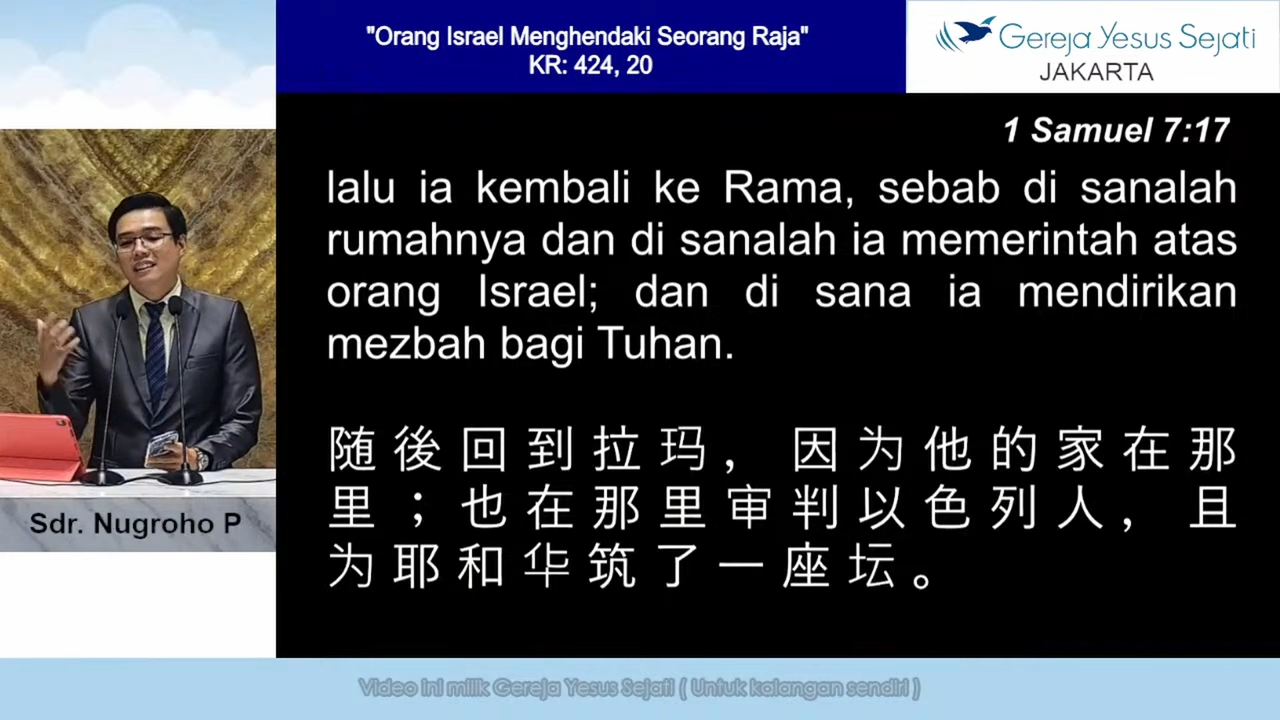 "Orang Israel Menghendaki Seorang Raja"
KR: 424, 20
Gereja Yesus Sejati
JAKARTA
1 Samuel 7:17
lalu ia kembali ke Rama, sebab di sanalah
rumahnya dan di sanalah ia memerintah atas
orang Israel; dan di sana ia mendirikan
mezbah bagi Tuhan.
随後回到拉玛，因为他的家在那
里；也在那里审判以色列人，且
为耶和华筑了一座坛。
Sdr. Nugroho P
Video ini milik Gereja Yesus Sejati ( Untuk kalangan sendiri )